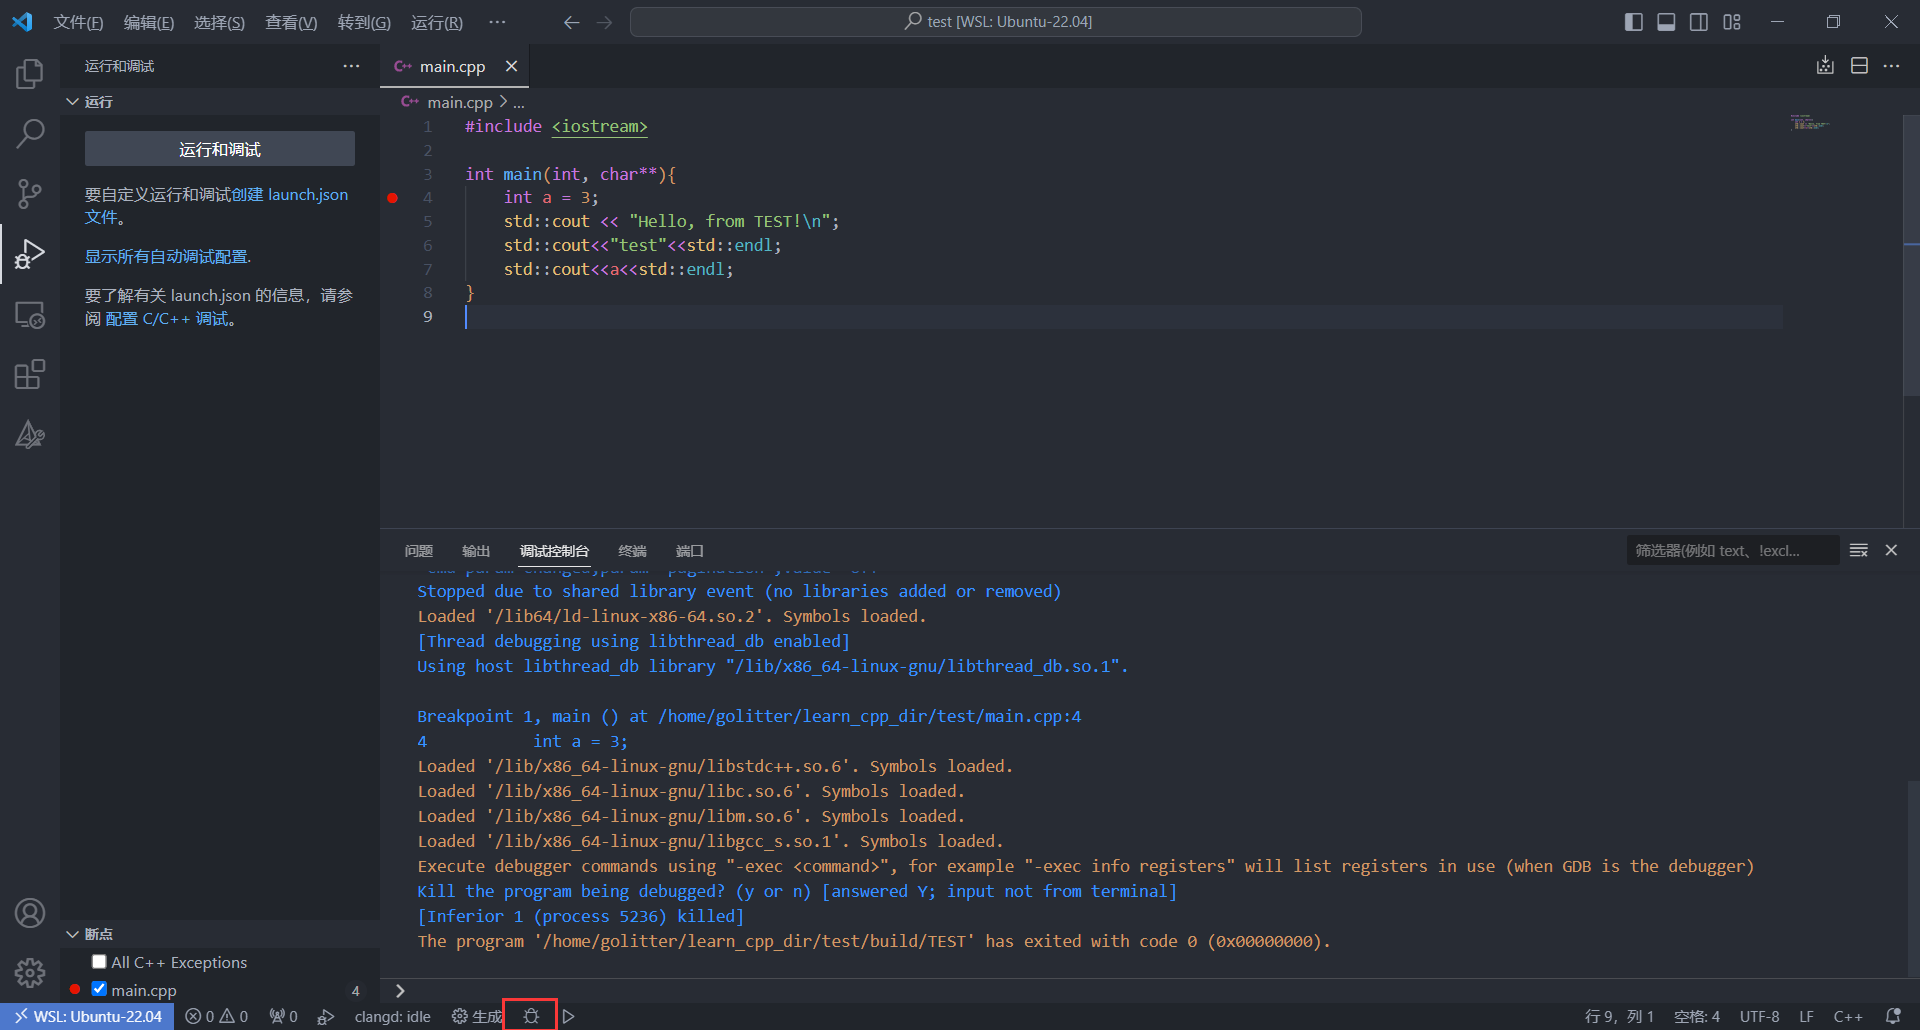 文件(F) 编辑(E) 选择(S) 查看(V) 转到(G) 运行(R) ··· test [WSL: Ubuntu-22.04]
运行和调试
运行
运行和调试
要自定义运行和调试创建 launch.json
文件。
显示所有自动调试配置.
要了解有关 launch.json 的信息，请参
阅 配置 C/C++ 调试。
main.cpp
main.cpp > ...
1 #include <iostream>
2
3 int main(int, char**){
4 int a = 3;
5 std::cout << "Hello, from TEST!\n";
6 std::cout<<"test"<<std::endl;
7 std::cout<<a<<std::endl;
8 }
9
问题 输出 调试控制台 终端 端口 筛选器(例如 text、!excl...
Stopped due to shared library event (no libraries added or removed)
Loaded '/lib64/ld-linux-x86-64.so.2'. Symbols loaded.
[Thread debugging using libthread_db enabled]
Using host libthread_db library "/lib/x86_64-linux-gnu/libthread_db.so.1".
Breakpoint 1, main () at /home/golitter/learn_cpp_dir/test/main.cpp:4
4 int a = 3;
Loaded '/lib/x86_64-linux-gnu/libstdc++.so.6'. Symbols loaded.
Loaded '/lib/x86_64-linux-gnu/libc.so.6'. Symbols loaded.
Loaded '/lib/x86_64-linux-gnu/libm.so.6'. Symbols loaded.
Loaded '/lib/x86_64-linux-gnu/libgcc_s.so.1'. Symbols loaded.
Execute debugger commands using "-exec <command>", for example "-exec info registers" will list registers in use (when GDB is the debugger)
Kill the program being debugged? (y or n) [answered Y; input not from terminal]
[Inferior 1 (process 5236) killed]
The program '/home/golitter/learn_cpp_dir/test/build/TEST' has exited with code 0 (0x00000000).
断点
All C++ Exceptions
main.cpp 4
WSL: Ubuntu-22.04 0 0 0 clangd: idle 生成 行 9，列 1 空格: 4 UTF-8 LF C++